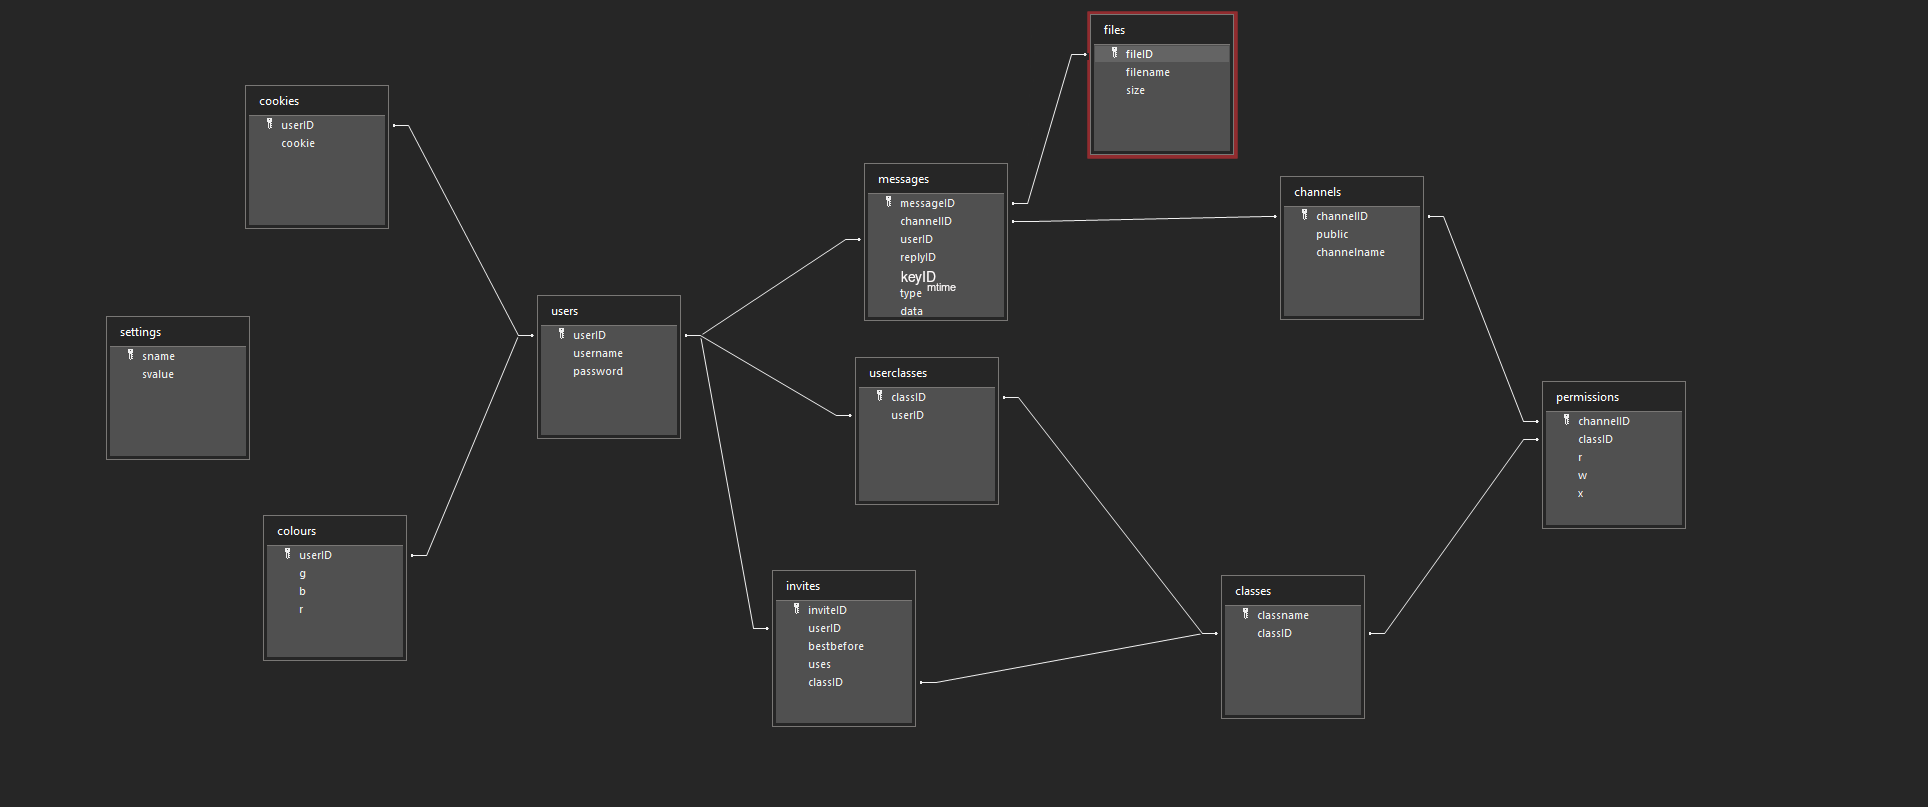 files
fileID
filename
size
cookies
userID
cookie
messages
messageID
channelID
userID
replyID
keyID
mtime
type
data
channels
channelID
public
channelname
users
userID
username
password
settings
sname
svalue
userclasses
classID
userID
permissions
channelID
classID
r
w
x
colours
userID
g
b
r
invites
inviteID
userID
bestbefore
uses
classID
classes
classname
classID